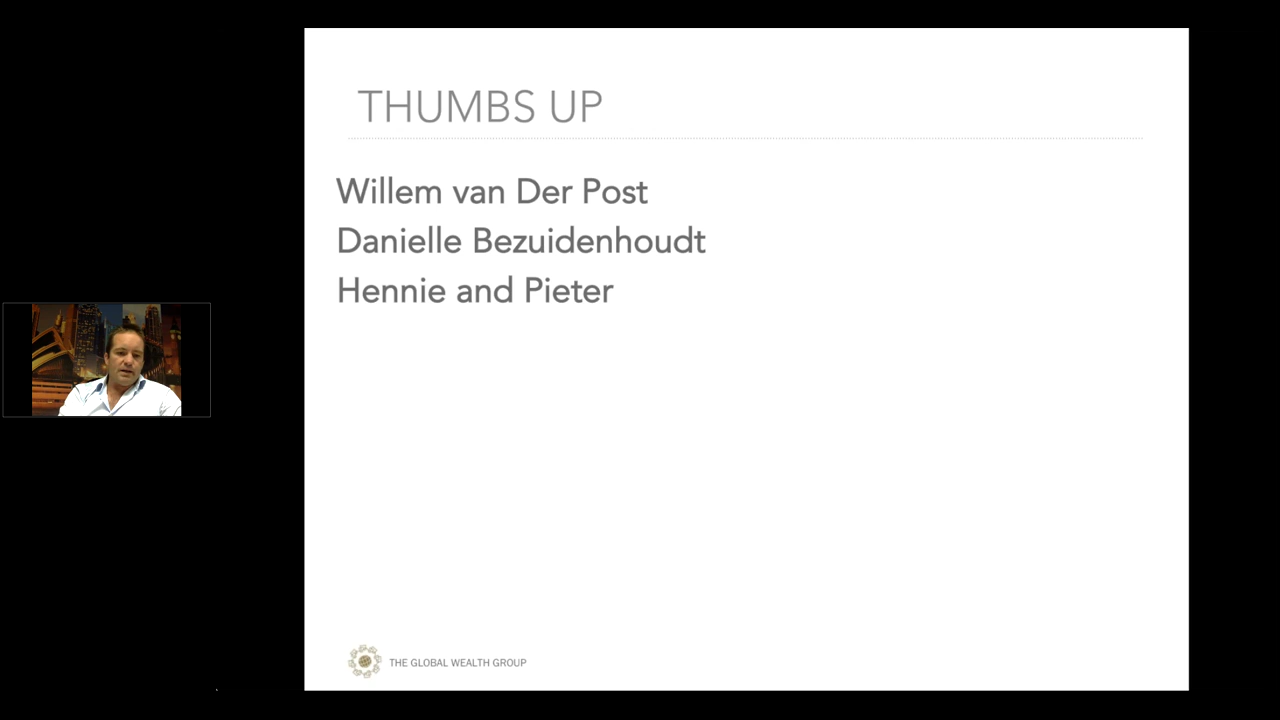 THUMBS UP
Willem van Der Post
Danielle Bezuidenhoudt
Hennie and Pieter
THE GLOBAL WEALTH GROUP